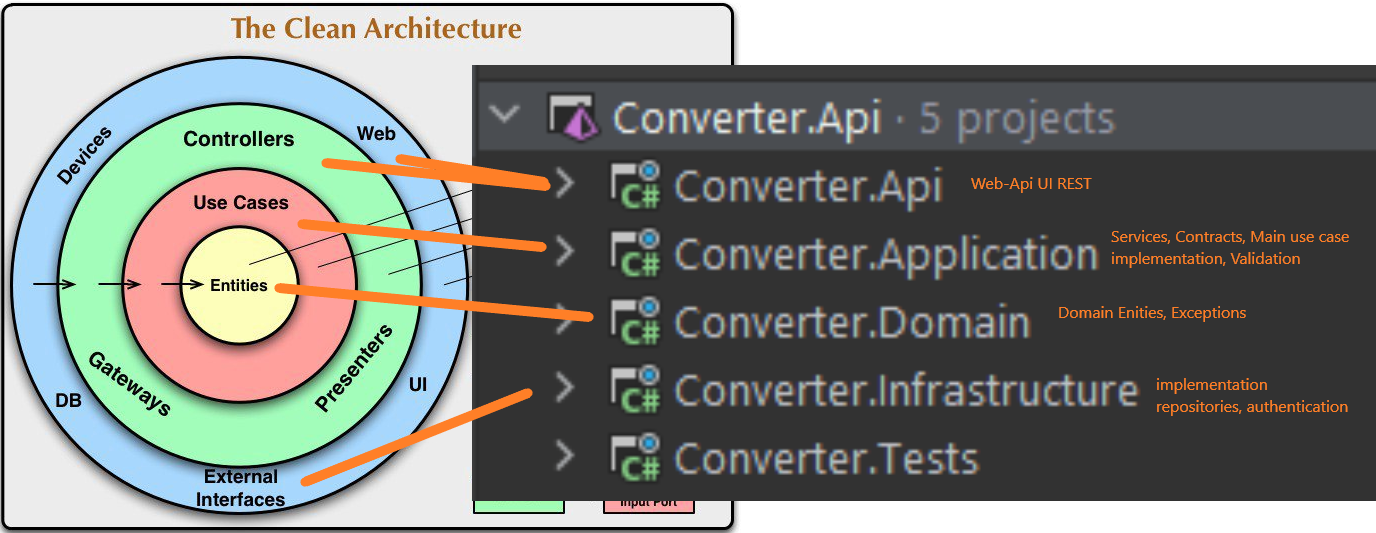 The Clean Architecture
Devices
Controllers
Web
Use Cases
Entities
Gateways
Presenters
DB
UI
External
Interfaces
Input Port
Converter.Api · 5 projects
Converter.Api
Web-Api UI REST
Converter.Application
Services, Contracts, Main use case
implementation, Validation
Converter.Domain
Domain Enities, Exceptions
Converter.Infrastructure
implementation
repositories, authentication
Converter.Tests
C#
C#
C#
C#
C#